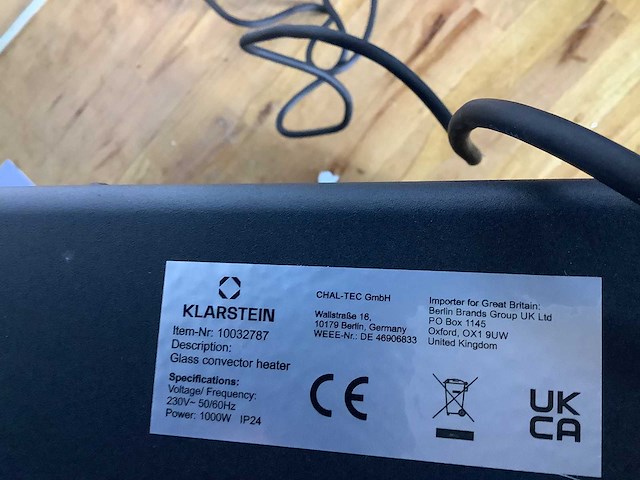 KLARSTEIN
Item-Nr: 10032787
Description:
Glass convector heater
Specifications:
Voltage/ Frequency:
230V~ 50/60Hz
Power: 1000W IP24
CHAL-TEC GmbH
Wallstraße 16,
10179 Berlin, Germany
WEEE-Nr.: DE 46906833
Importer for Great Britain:
Berlin Brands Group UK Ltd
PO Box 1145
Oxford, OX1 9UW
United Kingdom
CE
UK
CA